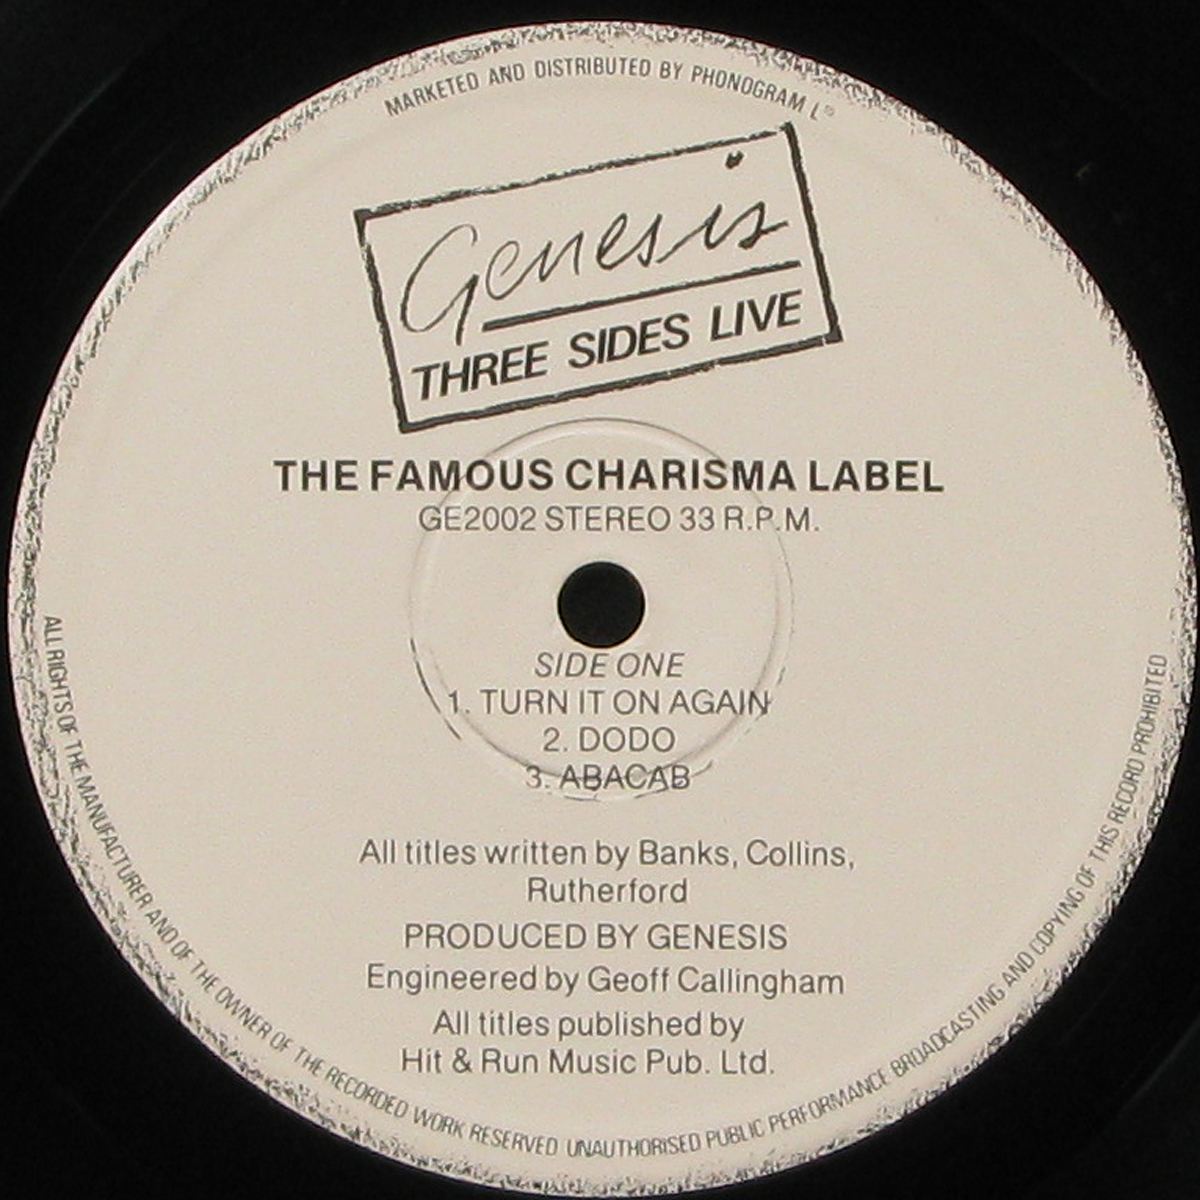 MARKETED AND DISTRIBUTED BY PHONOGRAM
Genesis
THREE SIDES LIVE
THE FAMOUS CHARISMA LABEL
GE2002 STEREO 33 R.P.M.
SIDE ONE
1. TURN IT ON AGAIN
2. DODO
3. ABACAB
All titles written by Banks, Collins,
Rutherford
PRODUCED BY GENESIS
Engineered by Geoff Callingham
All titles published by
Hit & Run Music Pub. Ltd.
ALL RIGHTS OF THE MANUFACTURER AND OF THE OWNER OF THE RECORDED WORK RESERVED UNAUTHORISED PUBLIC PERFORMANCE BROADCASTING AND COPYING OF THIS RECORD PROHIBITED